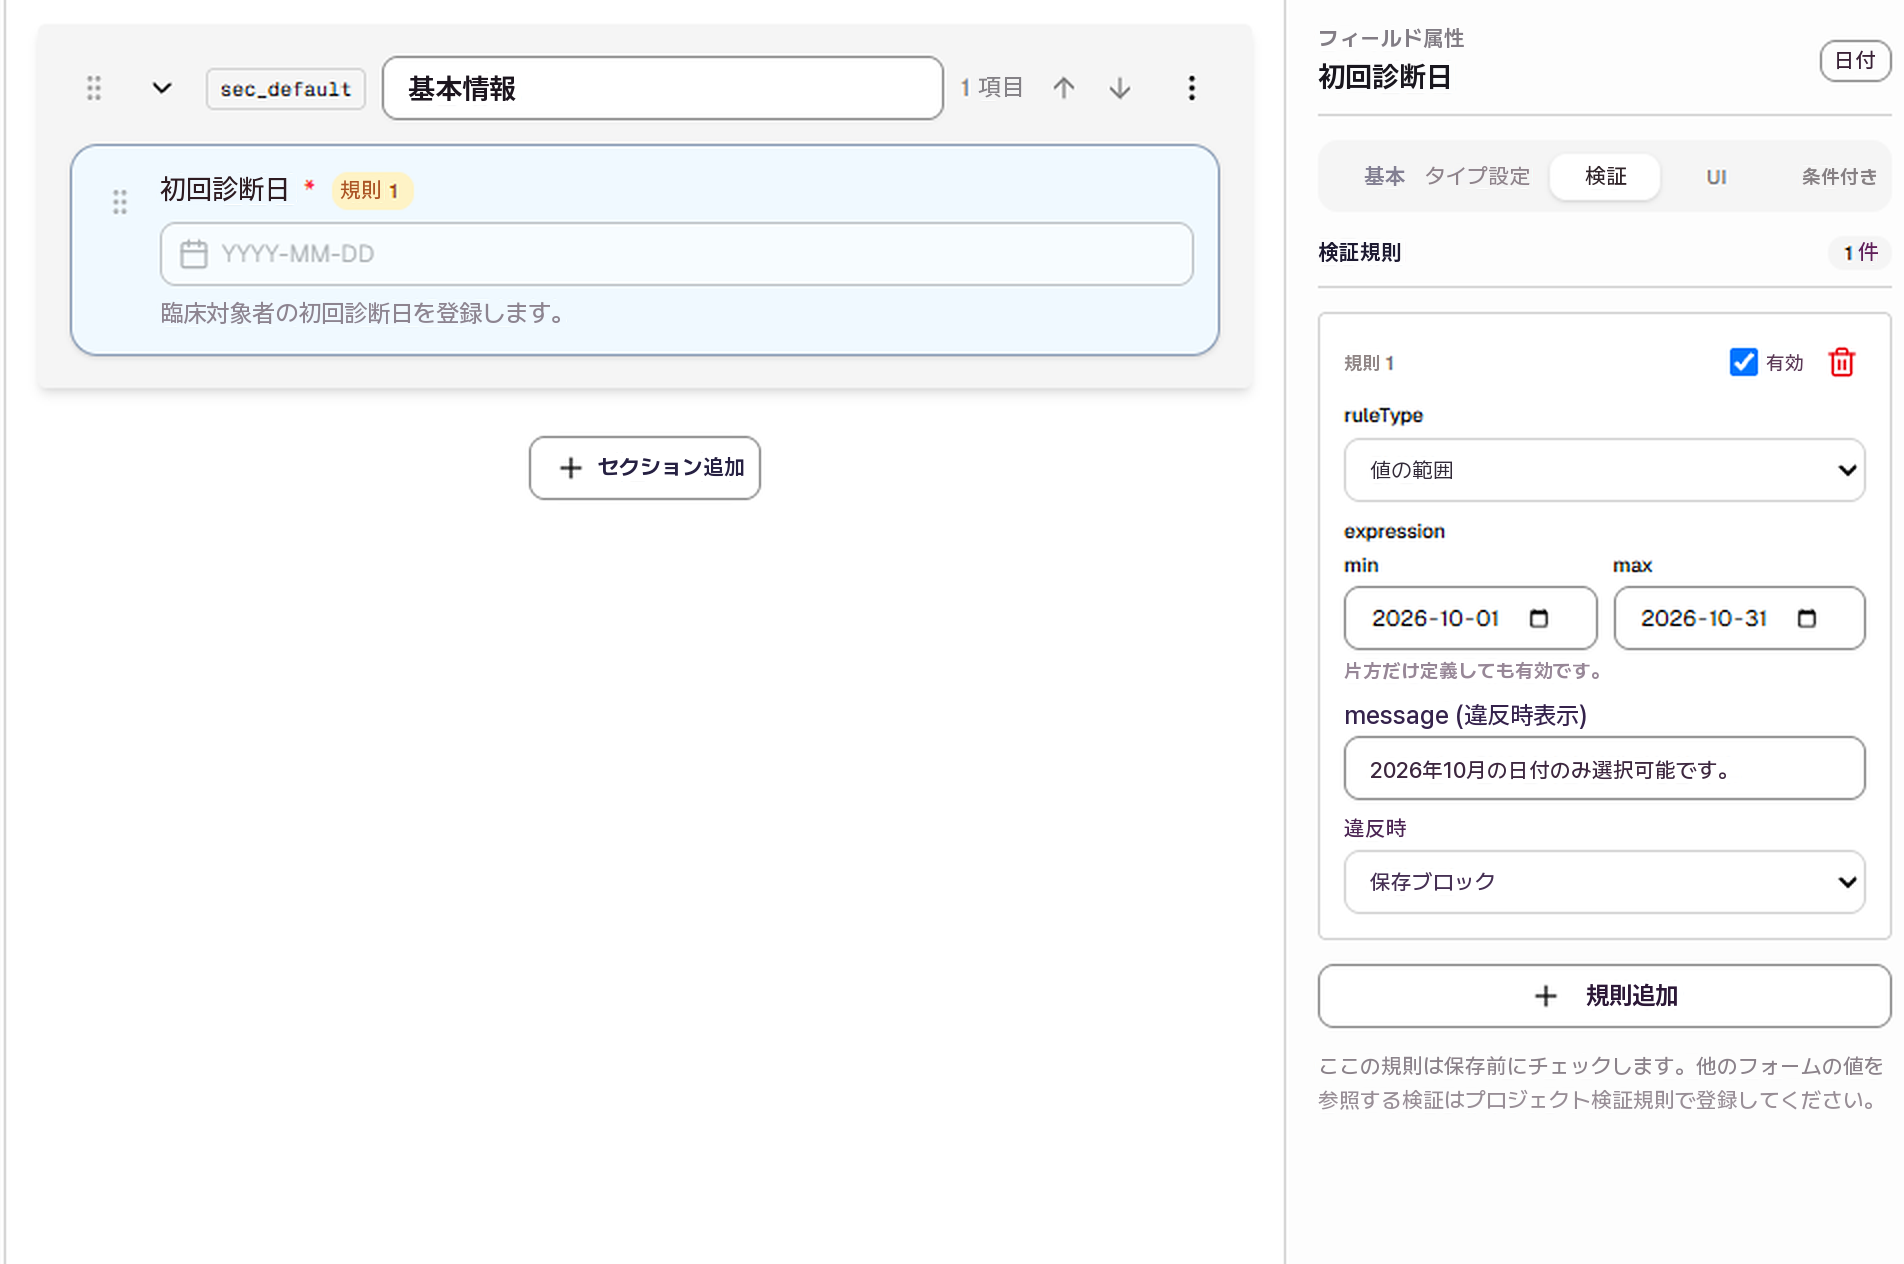 sec_default
基本情報
1 項目
初回診断日 * 規則 1
YYYY-MM-DD
臨床対象者の初回診断日を登録します。
セクション追加
フィールド属性
初回診断日
日付
基本 タイプ設定 検証 UI 条件付き
検証規則
1 件
規則 1
有効
ruleType
値の範囲
expression
min max
2026-10-01 2026-10-31
片方だけ定義しても有効です。
message (違反時表示)
2026年10月の日付のみ選択可能です。
違反時
保存ブロック
規則追加
ここの規則は保存前にチェックします。他のフォームの値を
参照する検証はプロジェクト検証規則で登録してください。